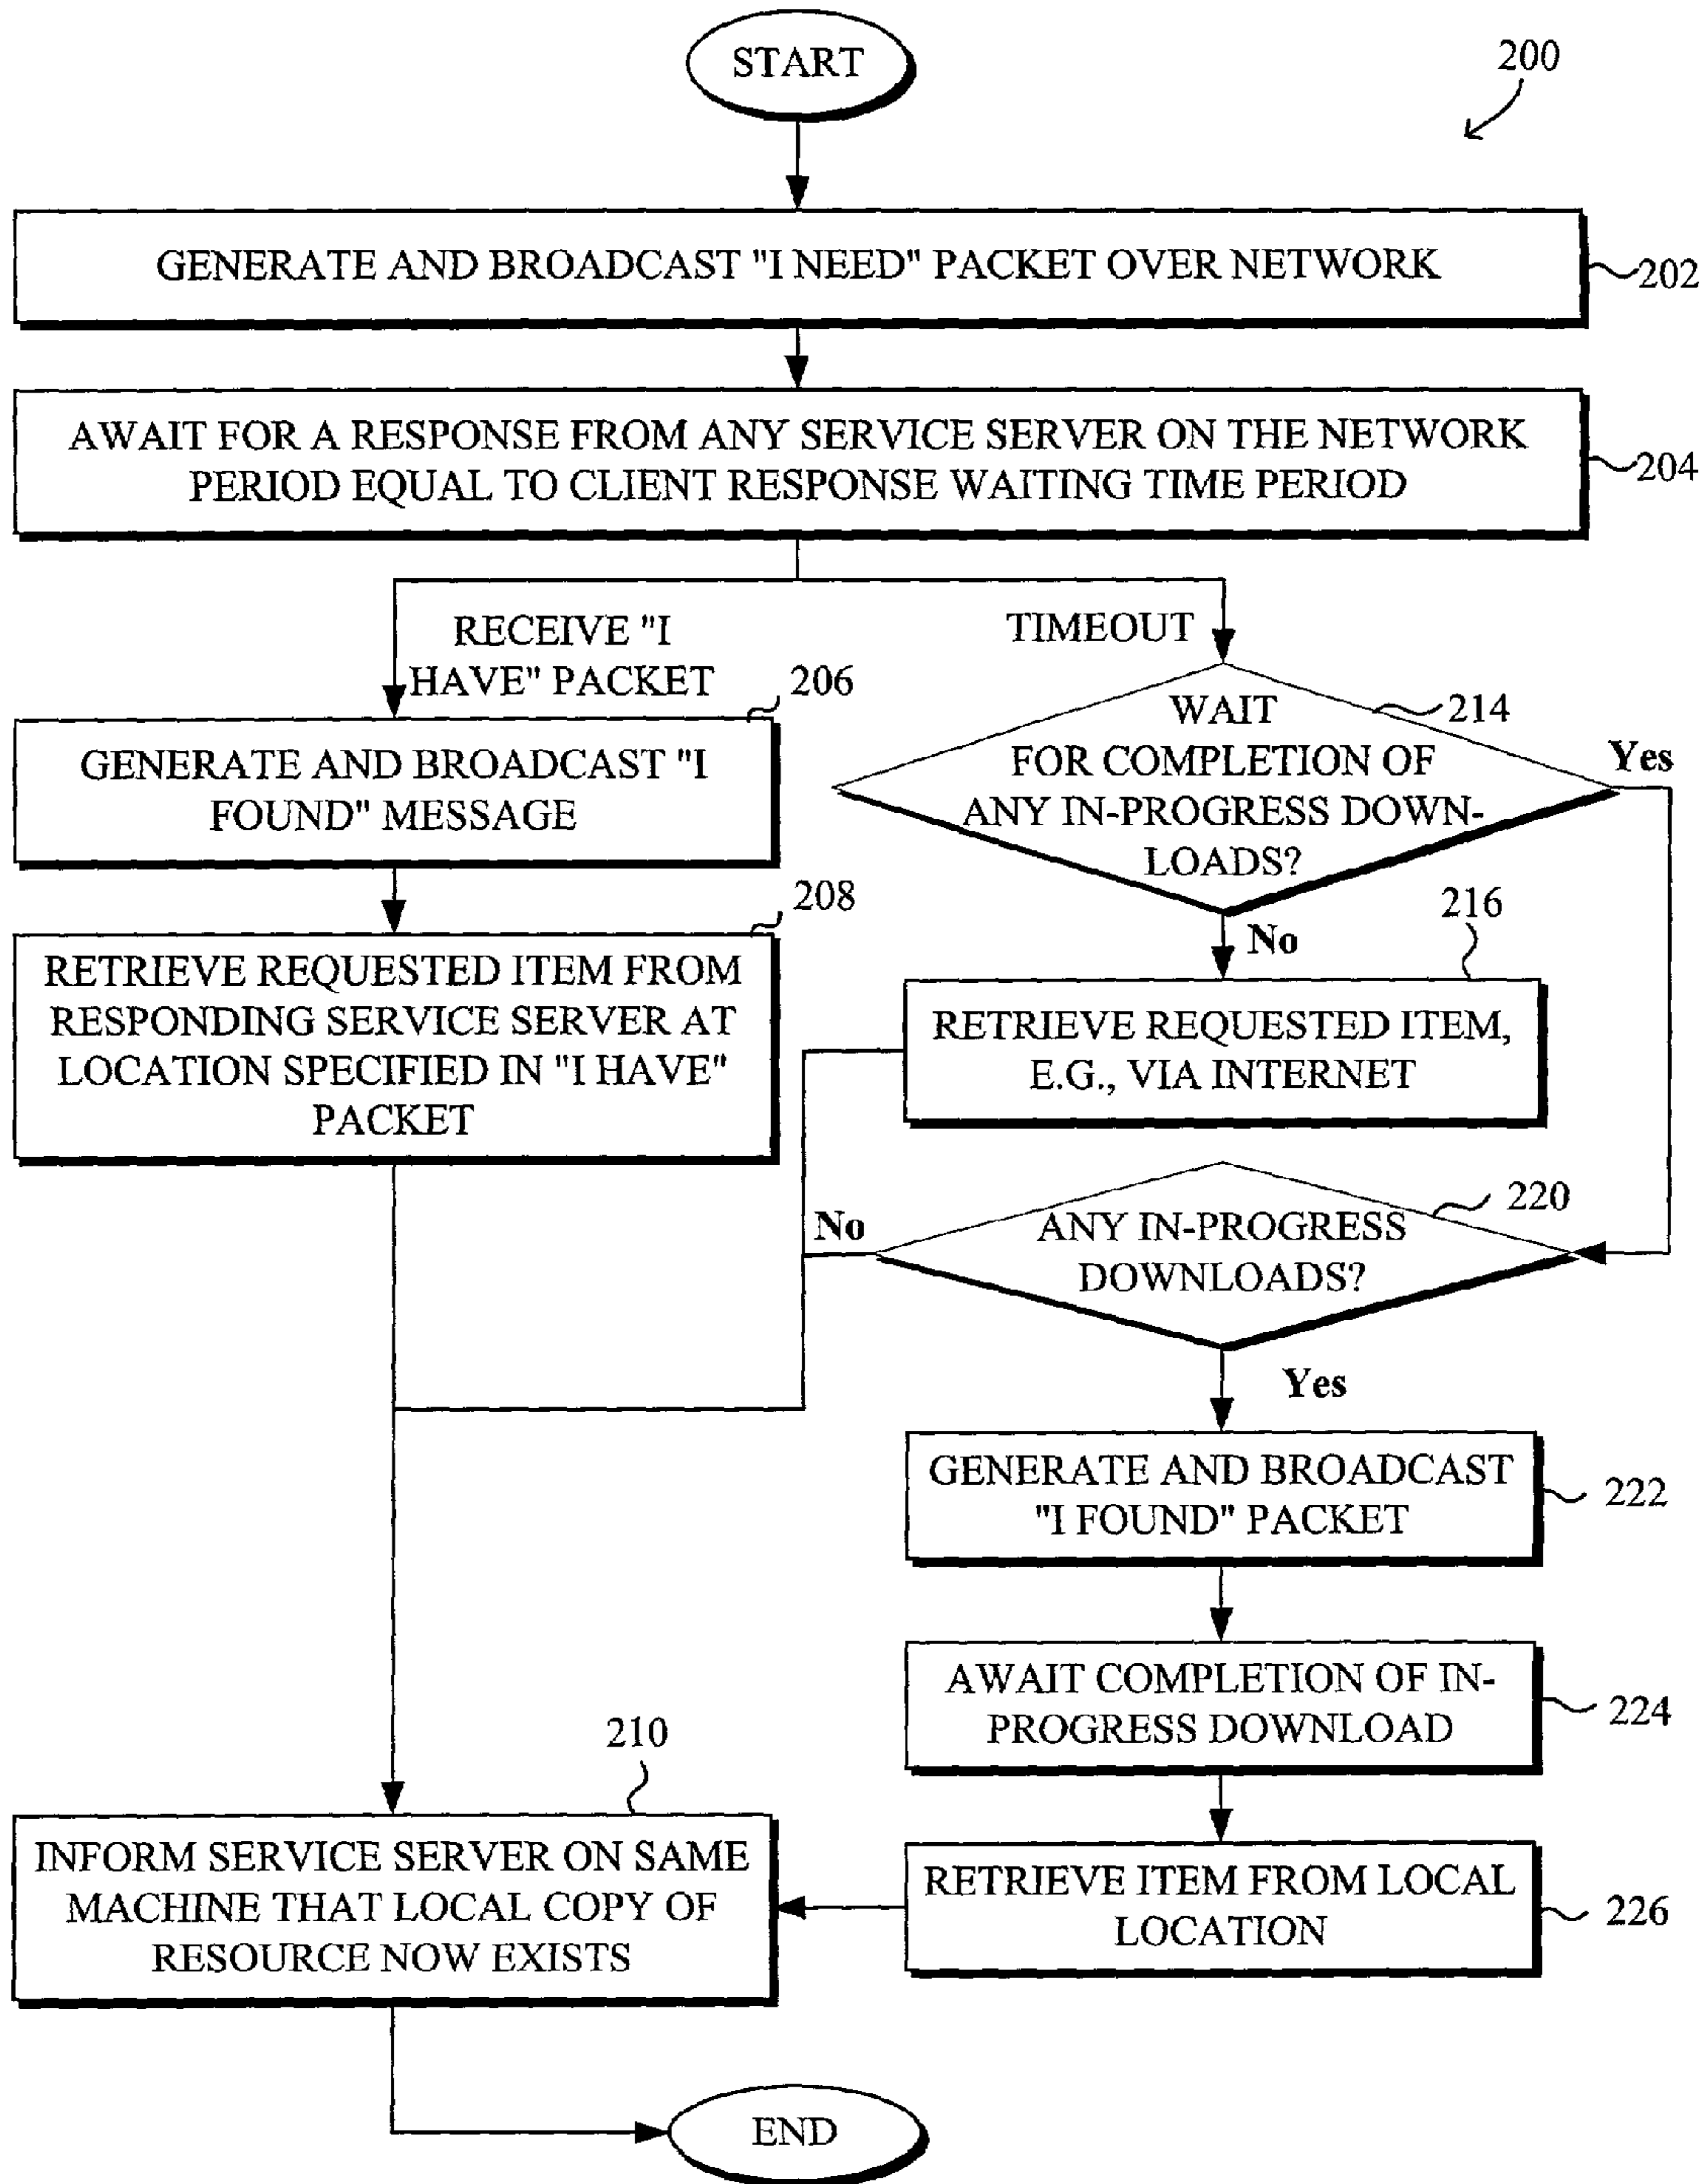 START
200
GENERATE AND BROADCAST "I NEED" PACKET OVER NETWORK
202
AWAIT FOR A RESPONSE FROM ANY SERVICE SERVER ON THE NETWORK
PERIOD EQUAL TO CLIENT RESPONSE WAITING TIME PERIOD
204
RECEIVE "I
HAVE" PACKET
TIMEOUT
206
GENERATE AND BROADCAST "I
FOUND" MESSAGE
WAIT
FOR COMPLETION OF
ANY IN-PROGRESS DOWN-
LOADS?
214
Yes
No
208
RETRIEVE REQUESTED ITEM FROM
RESPONDING SERVICE SERVER AT
LOCATION SPECIFIED IN "I HAVE"
PACKET
216
RETRIEVE REQUESTED ITEM,
E.G., VIA INTERNET
220
ANY IN-PROGRESS
DOWNLOADS?
No
Yes
GENERATE AND BROADCAST
"I FOUND" PACKET
222
AWAIT COMPLETION OF IN-
PROGRESS DOWNLOAD
224
RETRIEVE ITEM FROM LOCAL
LOCATION
226
210
INFORM SERVICE SERVER ON SAME
MACHINE THAT LOCAL COPY OF
RESOURCE NOW EXISTS
END